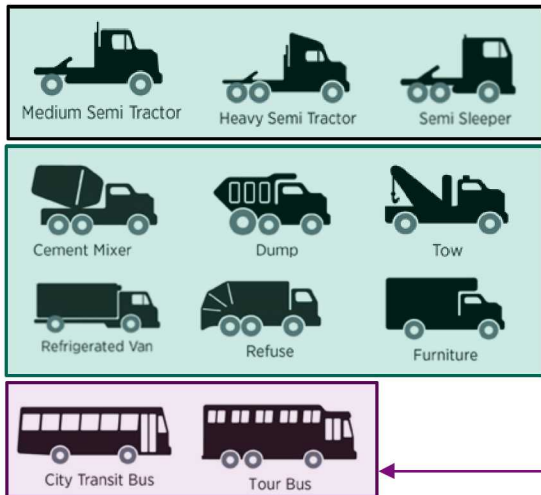 Medium Semi Tractor
Heavy Semi Tractor
Semi Sleeper
Cement Mixer
Dump
Tow
Refrigerated Van
Refuse
Furniture
City Transit Bus
Tour Bus